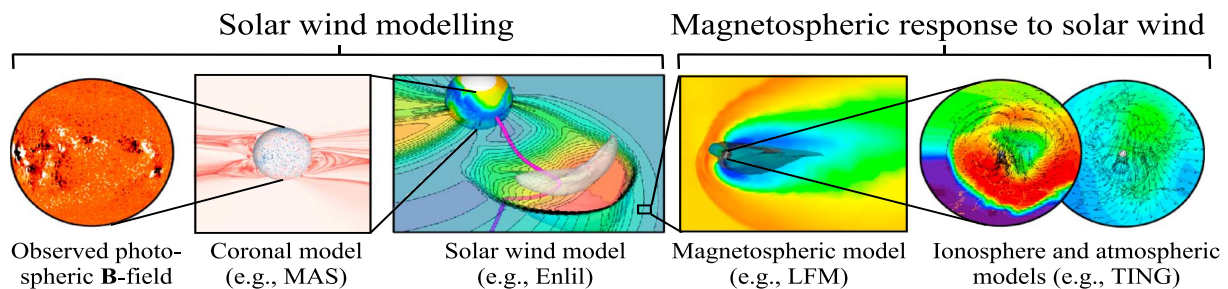 Solar wind modelling
Magnetospheric response to solar wind
Observed photo-
spheric B-field
Coronal model
(e.g., MAS)
Solar wind model
(e.g., Enlil)
Magnetospheric model
(e.g., LFM)
Ionosphere and atmospheric
models (e.g., TING)